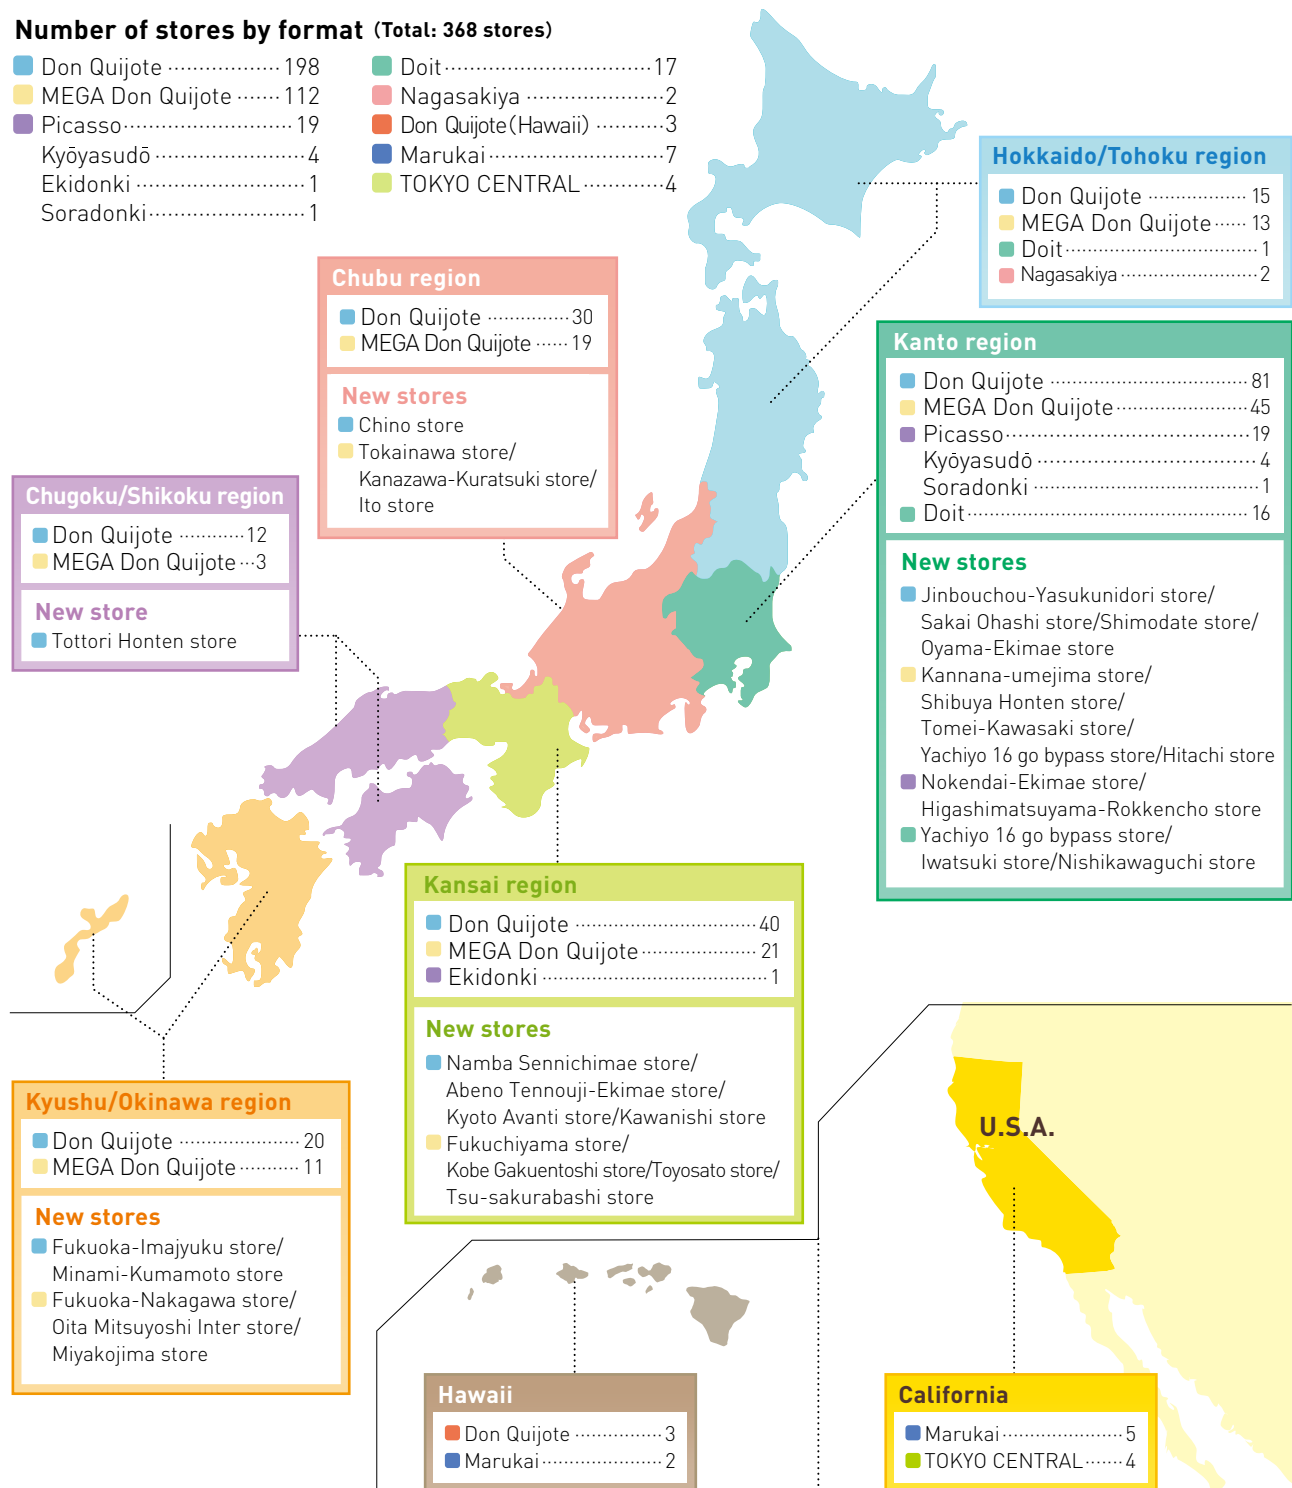 Number of stores by format (Total: 368 stores)
Don Quijote 198
MEGA Don Quijote 112
Picasso 19
Kyōyasudō 4
Ekidonki 1
Soradonki 1
Doit 17
Nagasakiya 2
Don Quijote(Hawaii) 3
Marukai 7
TOKYO CENTRAL 4
Hokkaido/Tohoku region
Don Quijote 15
MEGA Don Quijote 13
Doit 1
Nagasakiya 2
Chubu region
Don Quijote 30
MEGA Don Quijote 19
New stores
Chino store
Tokainawa store/
Kanazawa-Kuratsuki store/
Ito store
Kanto region
Don Quijote 81
MEGA Don Quijote 45
Picasso 19
Kyōyasudō 4
Soradonki 1
Doit 16
New stores
Jinbouchou-Yasukunidori store/
Sakai Ohashi store/Shimodate store/
Oyama-Ekimae store
Kannana-umejima store/
Shibuya Honten store/
Tomei-Kawasaki store/
Yachiyo 16 go bypass store/Hitachi store
Nokendai-Ekimae store/
Higashimatsuyama-Rokkencho store
Yachiyo 16 go bypass store/
Iwatsuki store/Nishikawaguchi store
Chugoku/Shikoku region
Don Quijote 12
MEGA Don Quijote 3
New store
Tottori Honten store
Kansai region
Don Quijote 40
MEGA Don Quijote 21
Ekidonki 1
New stores
Namba Sennichimae store/
Abeno Tennouji-Ekimae store/
Kyoto Avanti store/Kawanishi store
Fukuchiyama store/
Kobe Gakuentoshi store/Toyosato store/
Tsu-sakurabashi store
Kyushu/Okinawa region
Don Quijote 20
MEGA Don Quijote 11
New stores
Fukuoka-Imajyuku store/
Minami-Kumamoto store
Fukuoka-Nakagawa store/
Oita Mitsuyoshi Inter store/
Miyakojima store
U.S.A.
Hawaii
Don Quijote 3
Marukai 2
California
Marukai 5
TOKYO CENTRAL 4